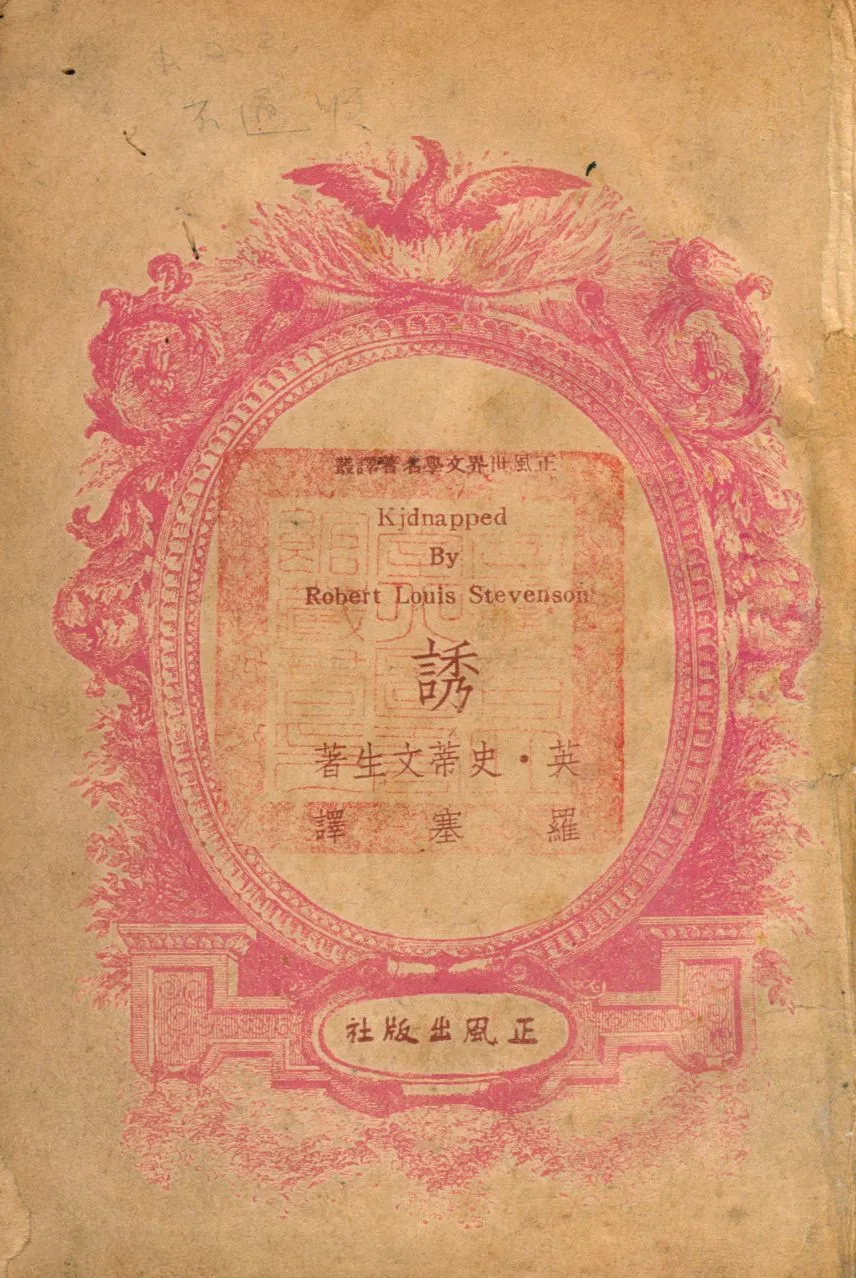 正風世界文學名著譯叢
Kjdnapped
By
Robert Louis Stevenson
誘
英・史蒂文生著
羅塞譯
正風出版社